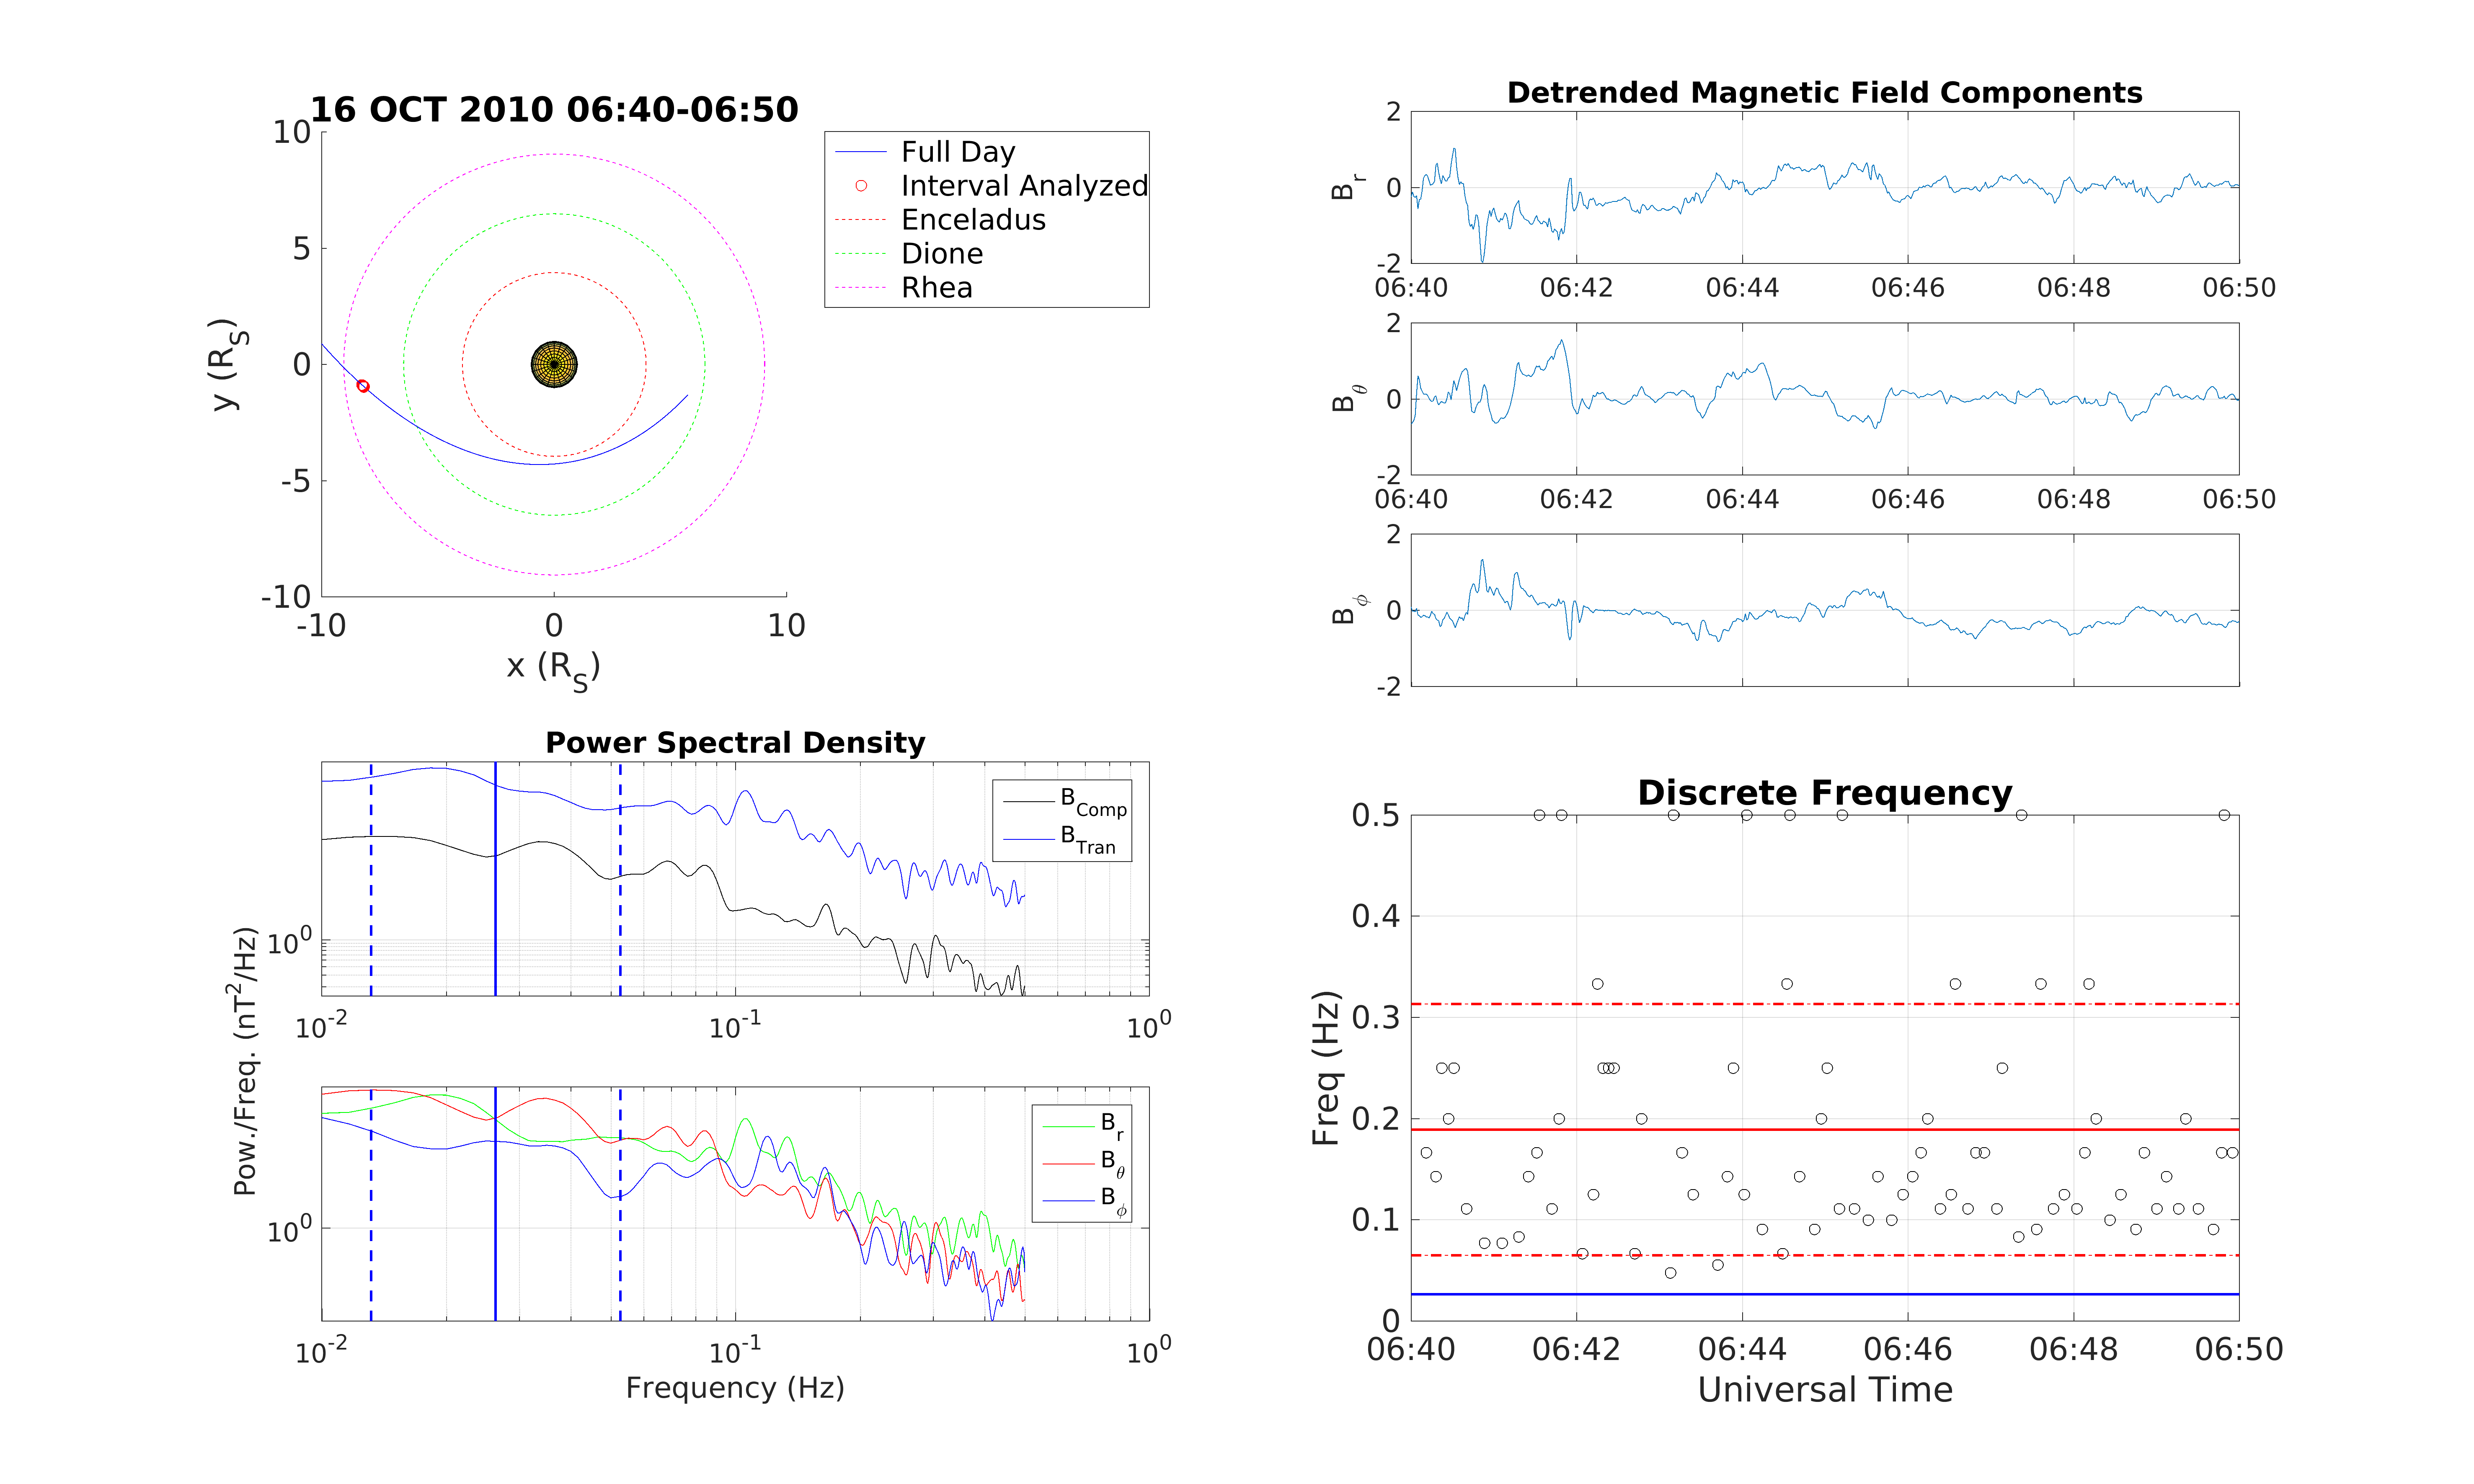 16 OCT 2010 06:40-06:50
10
5
0
-5
-10
-10 0 10
y (R_S)
x (R_S)
Full Day
Interval Analyzed
Enceladus
Dione
Rhea
Detrended Magnetic Field Components
2
0
-2
B_r
06:40 06:42 06:44 06:46 06:48 06:50
2
0
-2
B_θ
06:40 06:42 06:44 06:46 06:48 06:50
2
0
-2
B_ϕ
Power Spectral Density
B_Comp
B_Tran
10^0
10^-2 10^-1 10^0
Pow./Freq. (nT^2/Hz)
B_r
B_θ
B_ϕ
10^0
10^-2 10^-1 10^0
Frequency (Hz)
Discrete Frequency
0.5
0.4
0.3
0.2
0.1
0
Freq (Hz)
06:40 06:42 06:44 06:46 06:48 06:50
Universal Time